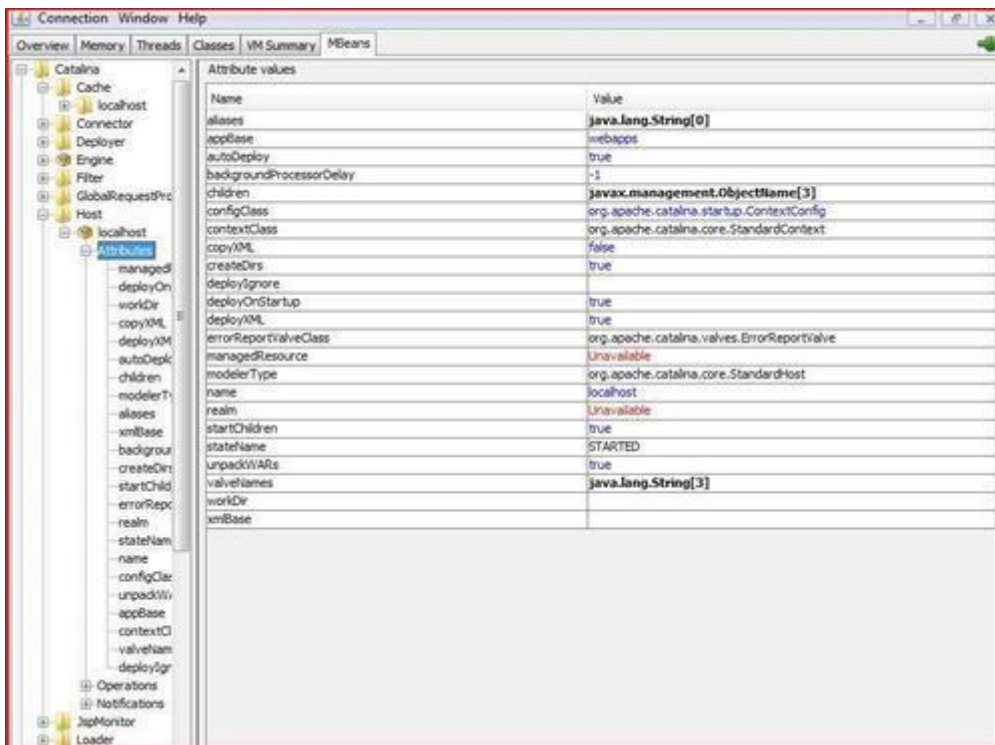 Connection Window Help
Overview Memory Threads Classes VM Summary MBeans
Catalina
Cache
localhost
Connector
Deployer
Engine
Filter
GlobalRequestPrc
Host
localhost
Attributes
managedR
deployOn
workDir
copyXML
deployXM
autoDeplc
children
modelerTy
aliases
xmlBase
backgrour
createDirs
startChild
errorRepc
realm
stateNam
name
configClas
unpackWA
appBase
contextCl
valveNam
deployIgr
Operations
Notifications
JspMonitor
Loader
Attribute values
Name Value
aliases java.lang.String[0]
appBase webapps
autoDeploy true
backgroundProcessorDelay -1
children javax.management.ObjectName[3]
configClass org.apache.catalina.startup.ContextConfig
contextClass org.apache.catalina.core.StandardContext
copyXML false
createDirs true
deployIgnore
deployOnStartup true
deployXML true
errorReportValveClass org.apache.catalina.valves.ErrorReportValve
managedResource Unavailable
modelerType org.apache.catalina.core.StandardHost
name localhost
realm Unavailable
startChildren true
stateName STARTED
unpackWARs true
valveNames java.lang.String[3]
workDir
xmlBase